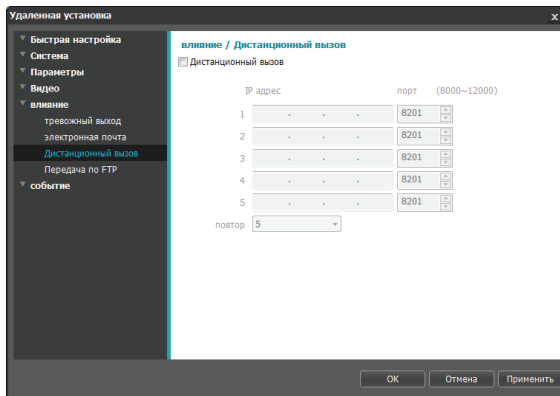 Удаленная установка x
Быстрая настройка
Система
Параметры
Видео
влияние
тревожный выход
электронная почта
Дистанционный вызов
Передача по FTP
событие
влияние / Дистанционный вызов
Дистанционный вызов
IP адрес порт (8000~12000)
1 . . . 8201
2 . . . 8201
3 . . . 8201
4 . . . 8201
5 . . . 8201
повтор 5
OK Отмена Применить